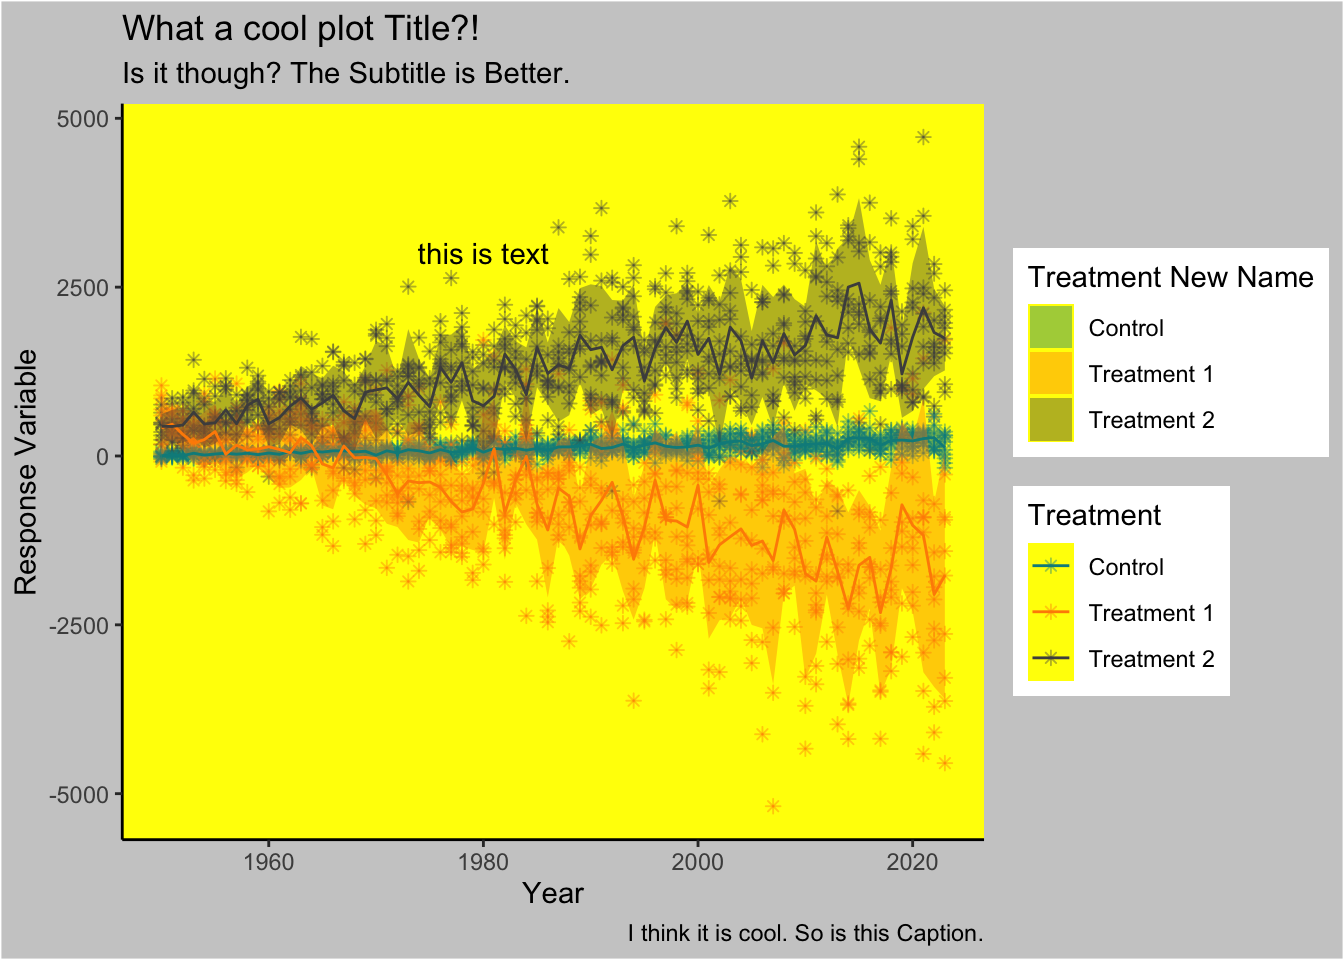 What a cool plot Title?!
Is it though? The Subtitle is Better.
5000
2500
0
-2500
-5000
Response Variable
this is text
1960
1980
2000
2020
Year
I think it is cool. So is this Caption.
Treatment New Name
Control
Treatment 1
Treatment 2
Treatment
Control
Treatment 1
Treatment 2